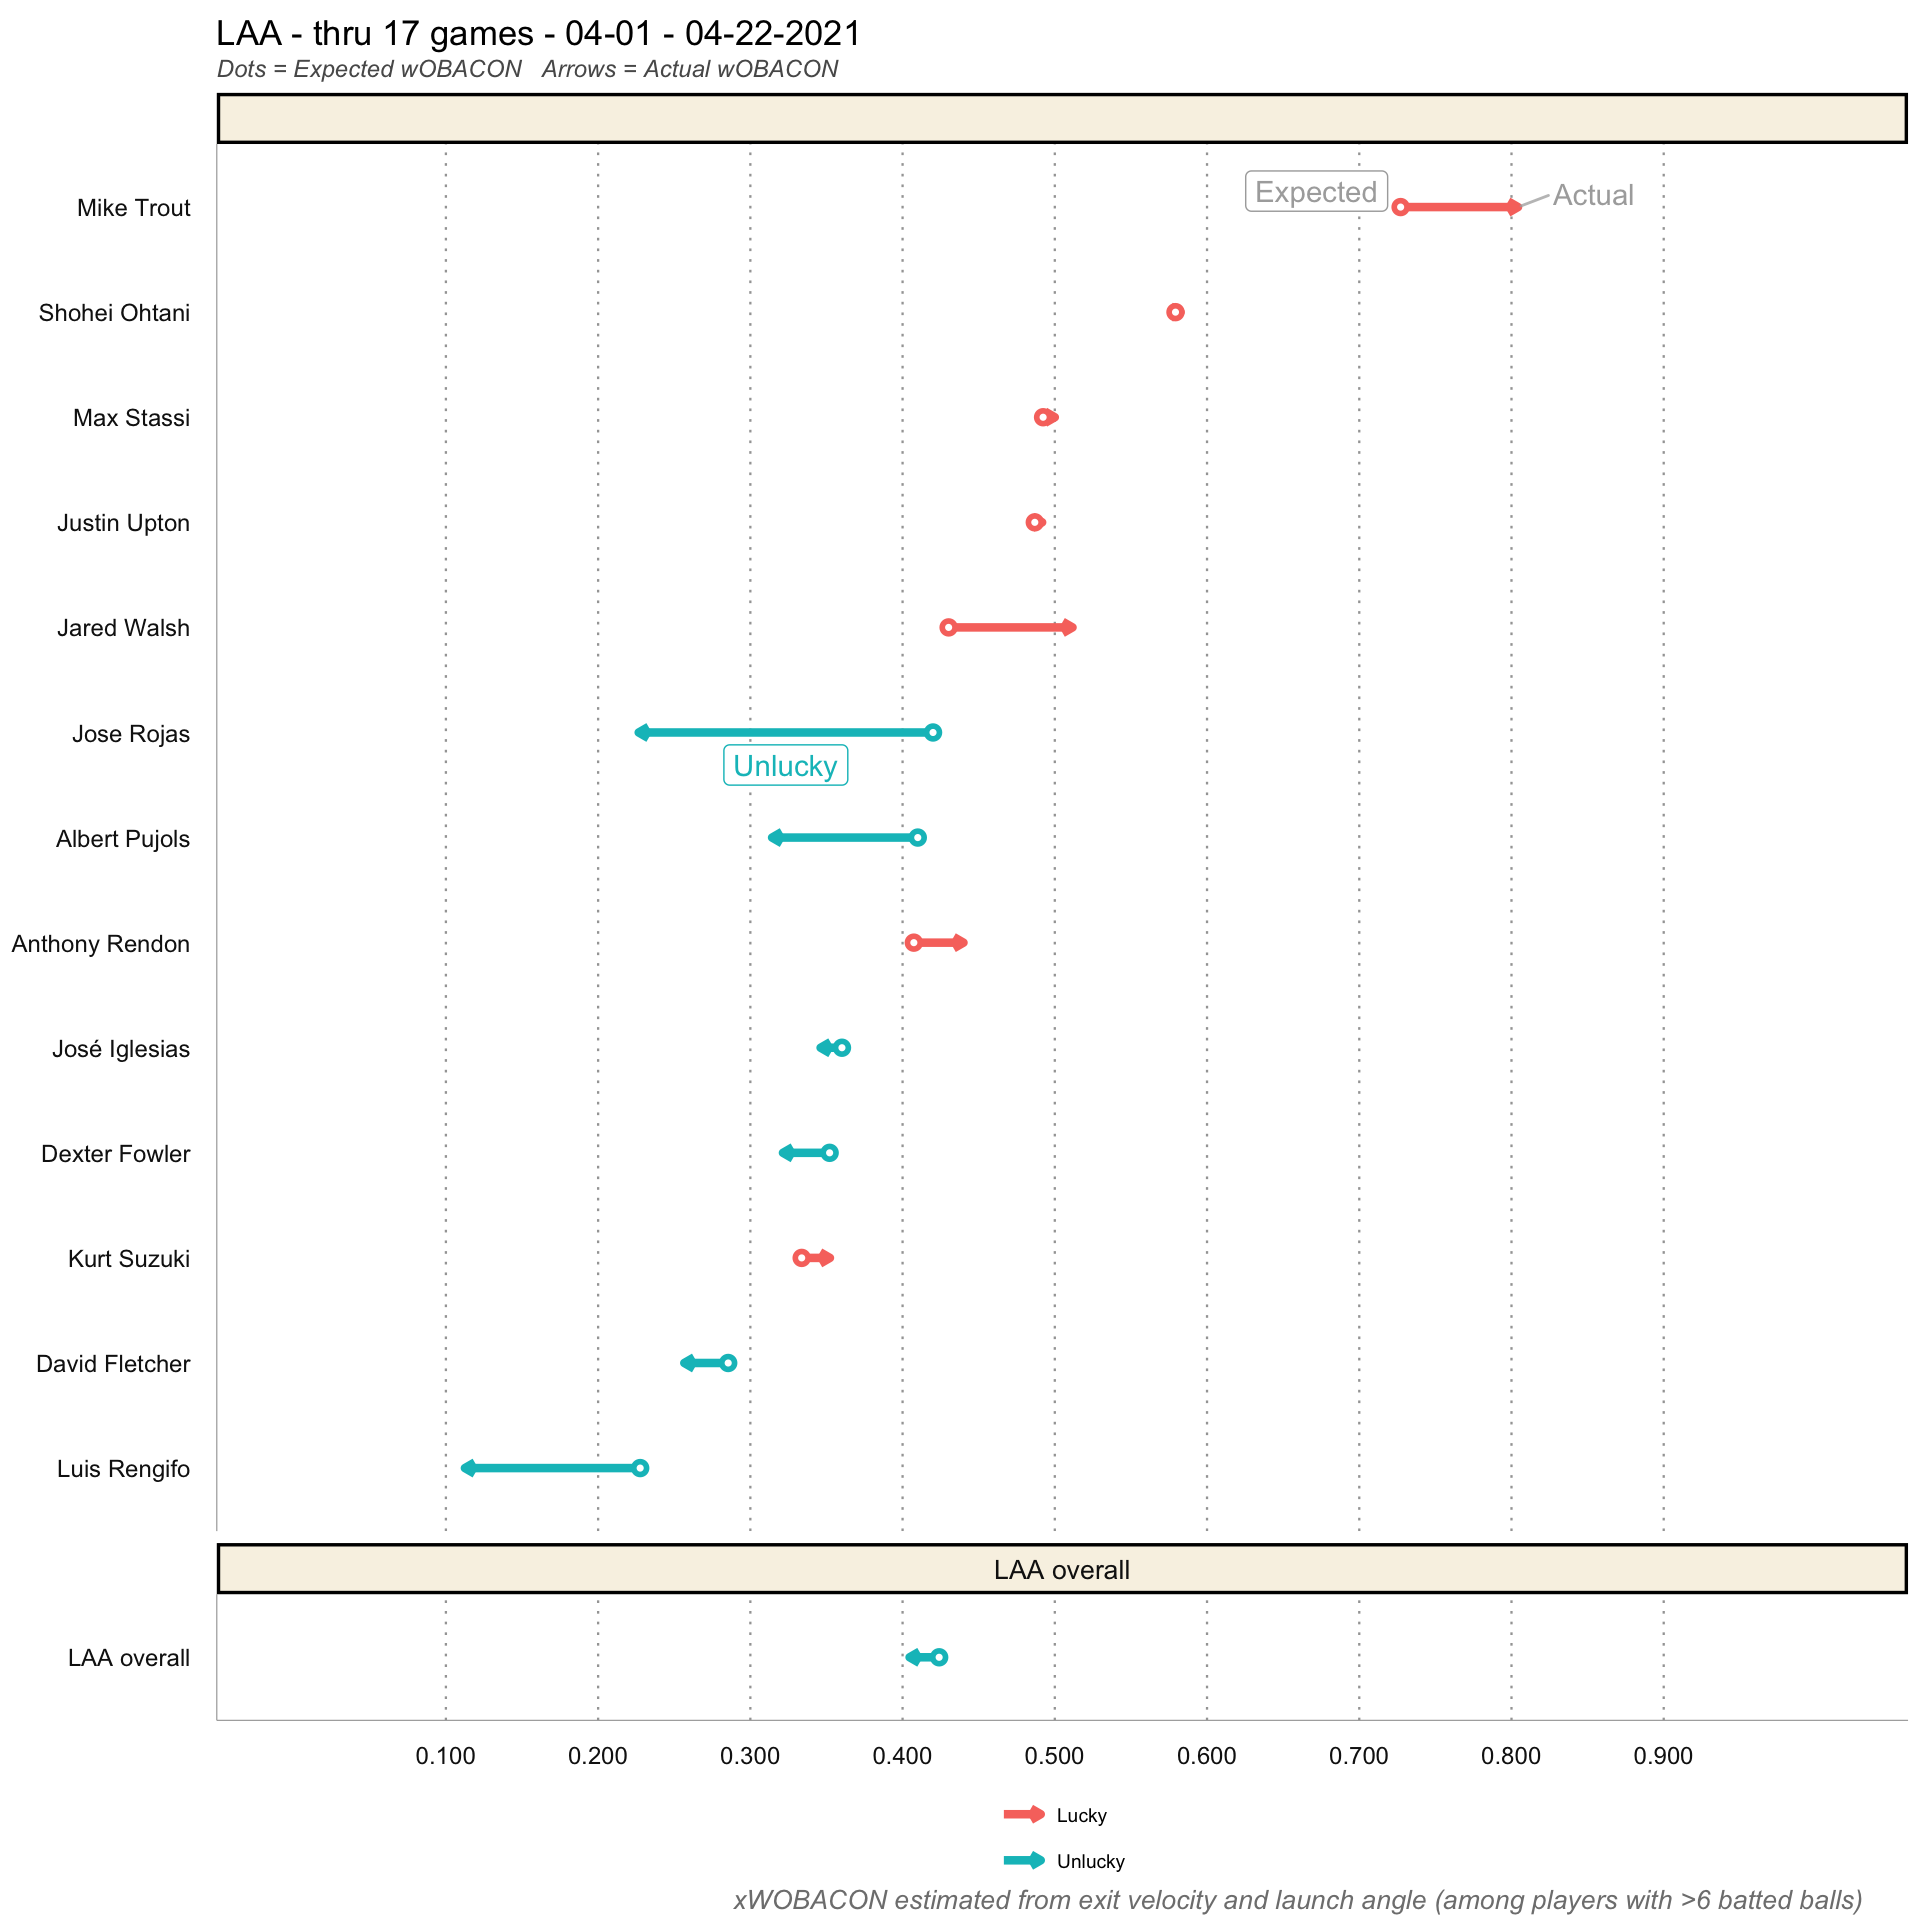 LAA - thru 17 games - 04-01 - 04-22-2021
Dots = Expected wOBACON   Arrows = Actual wOBACON
Mike Trout
Expected
Actual
Shohei Ohtani
Max Stassi
Justin Upton
Jared Walsh
Jose Rojas
Unlucky
Albert Pujols
Anthony Rendon
José Iglesias
Dexter Fowler
Kurt Suzuki
David Fletcher
Luis Rengifo
LAA overall
LAA overall
0.100 0.200 0.300 0.400 0.500 0.600 0.700 0.800 0.900
Lucky
Unlucky
xWOBACON estimated from exit velocity and launch angle (among players with >6 batted balls)